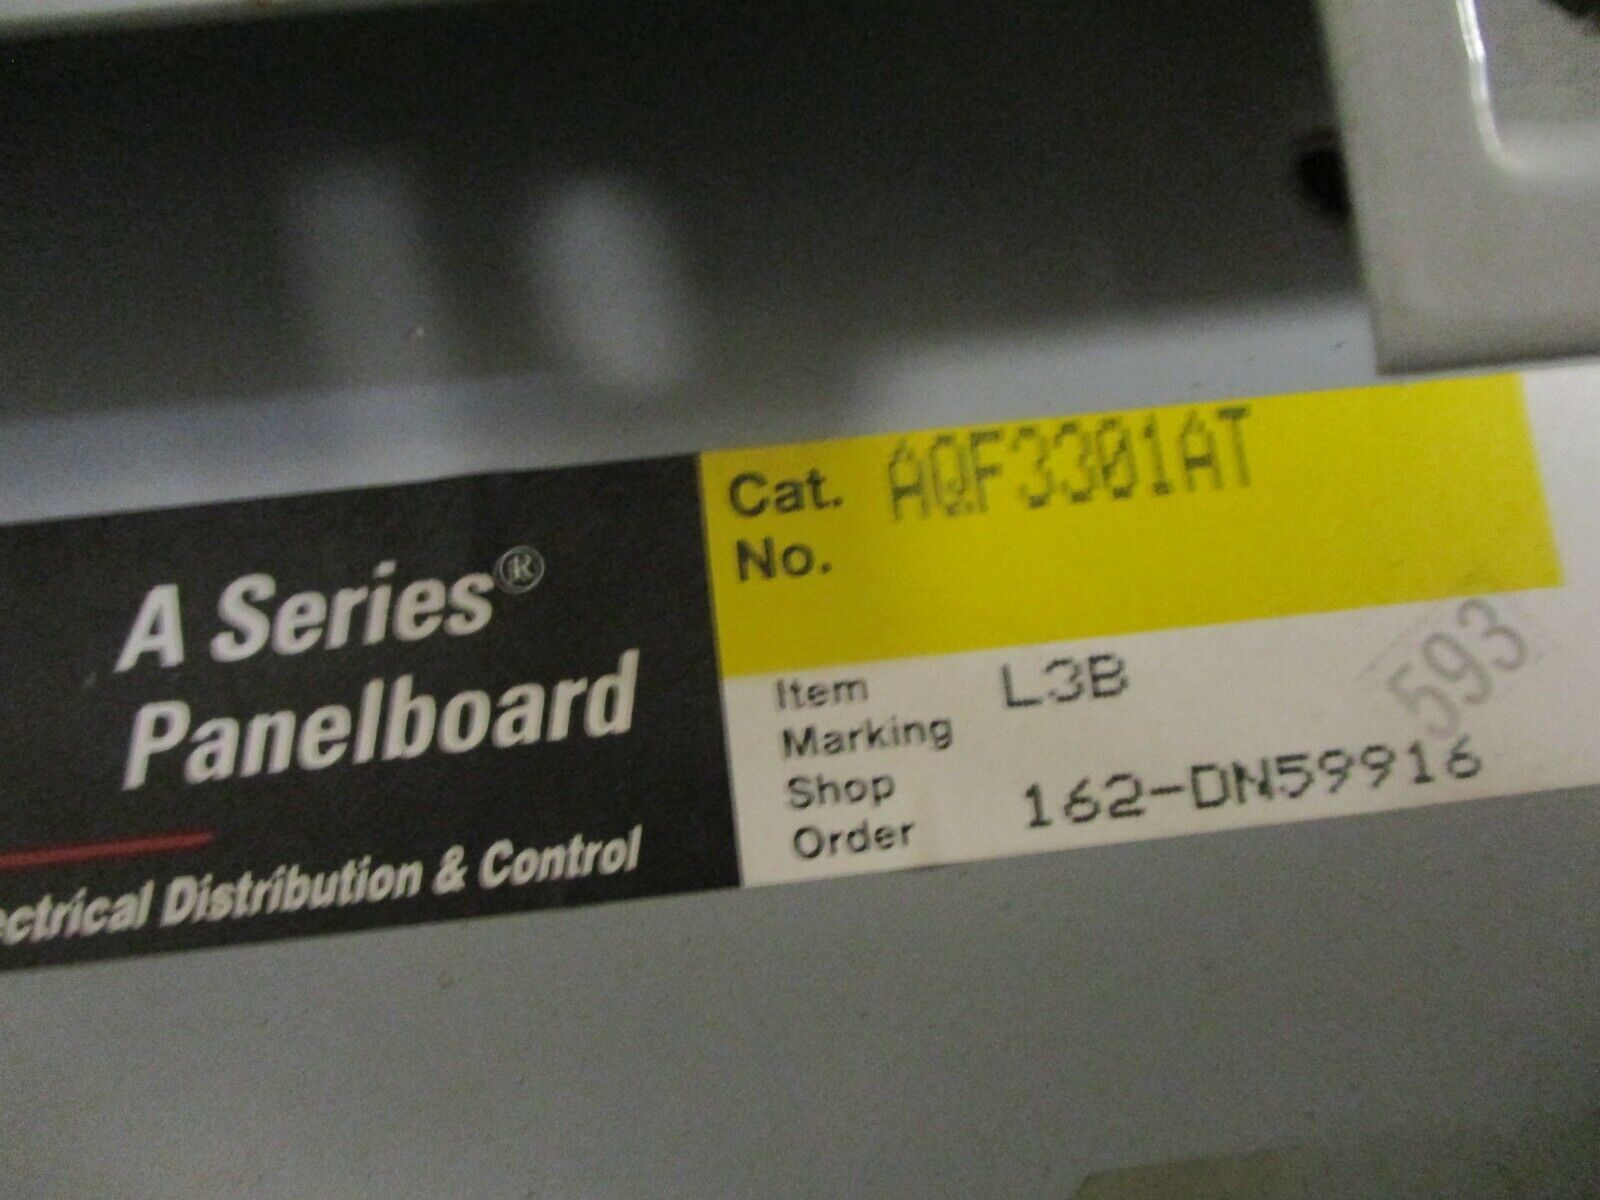 A Series®
Panelboard
ectrical Distribution & Control
Cat. AQF3301AT
No.
Item L3B
Marking
Shop 162-DN59916
Order
593